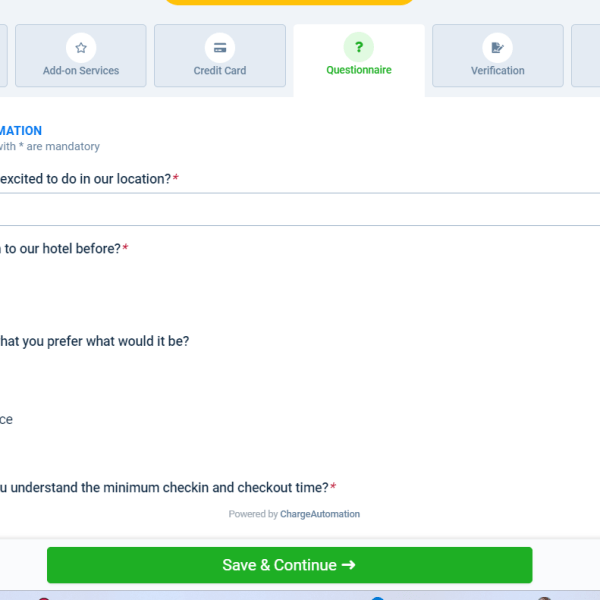 Add-on Services
Credit Card
?
Questionnaire
Verification
MATION
with * are mandatory
excited to do in our location?*
to our hotel before?*
hat you prefer what would it be?
ce
u understand the minimum checkin and checkout time?*
Powered by ChargeAutomation
Save & Continue →